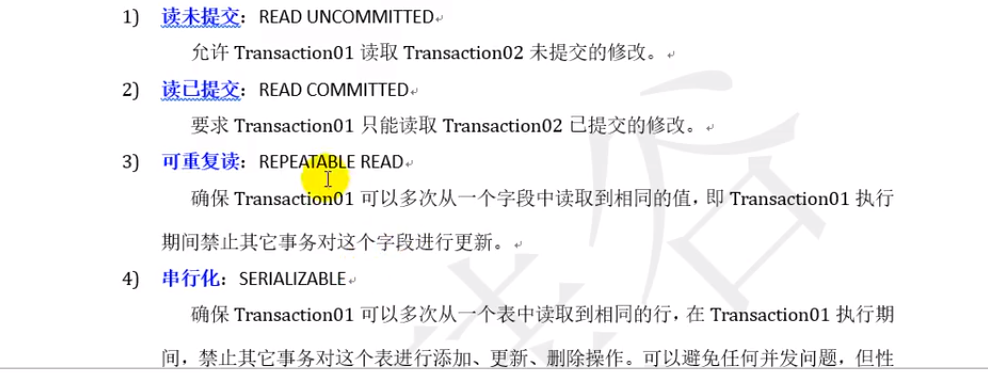 1) 读未提交：READ UNCOMMITTED
允许 Transaction01 读取 Transaction02 未提交的修改。
2) 读已提交：READ COMMITTED
要求 Transaction01 只能读取 Transaction02 已提交的修改。
3) 可重复读：REPEATABLE READ
确保 Transaction01 可以多次从一个字段中读取到相同的值，即 Transaction01 执行
期间禁止其它事务对这个字段进行更新。
4) 串行化：SERIALIZABLE
确保 Transaction01 可以多次从一个表中读取到相同的行，在 Transaction01 执行期
间，禁止其它事务对这个表进行添加、更新、删除操作。可以避免任何并发问题，但性